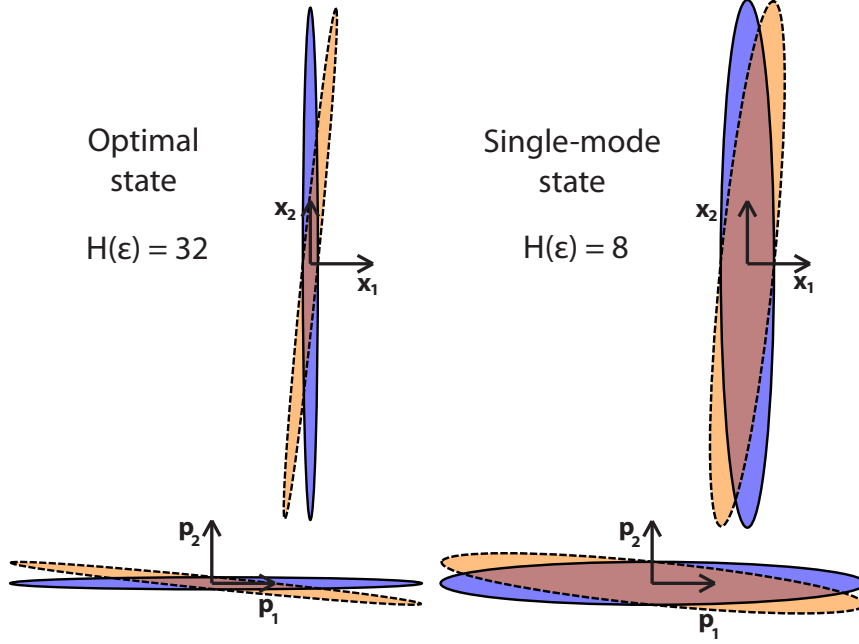 Optimal
state
H(ε) = 32
x2
x1
p2
p1
Single-mode
state
H(ε) = 8
x2
x1
p2
p1